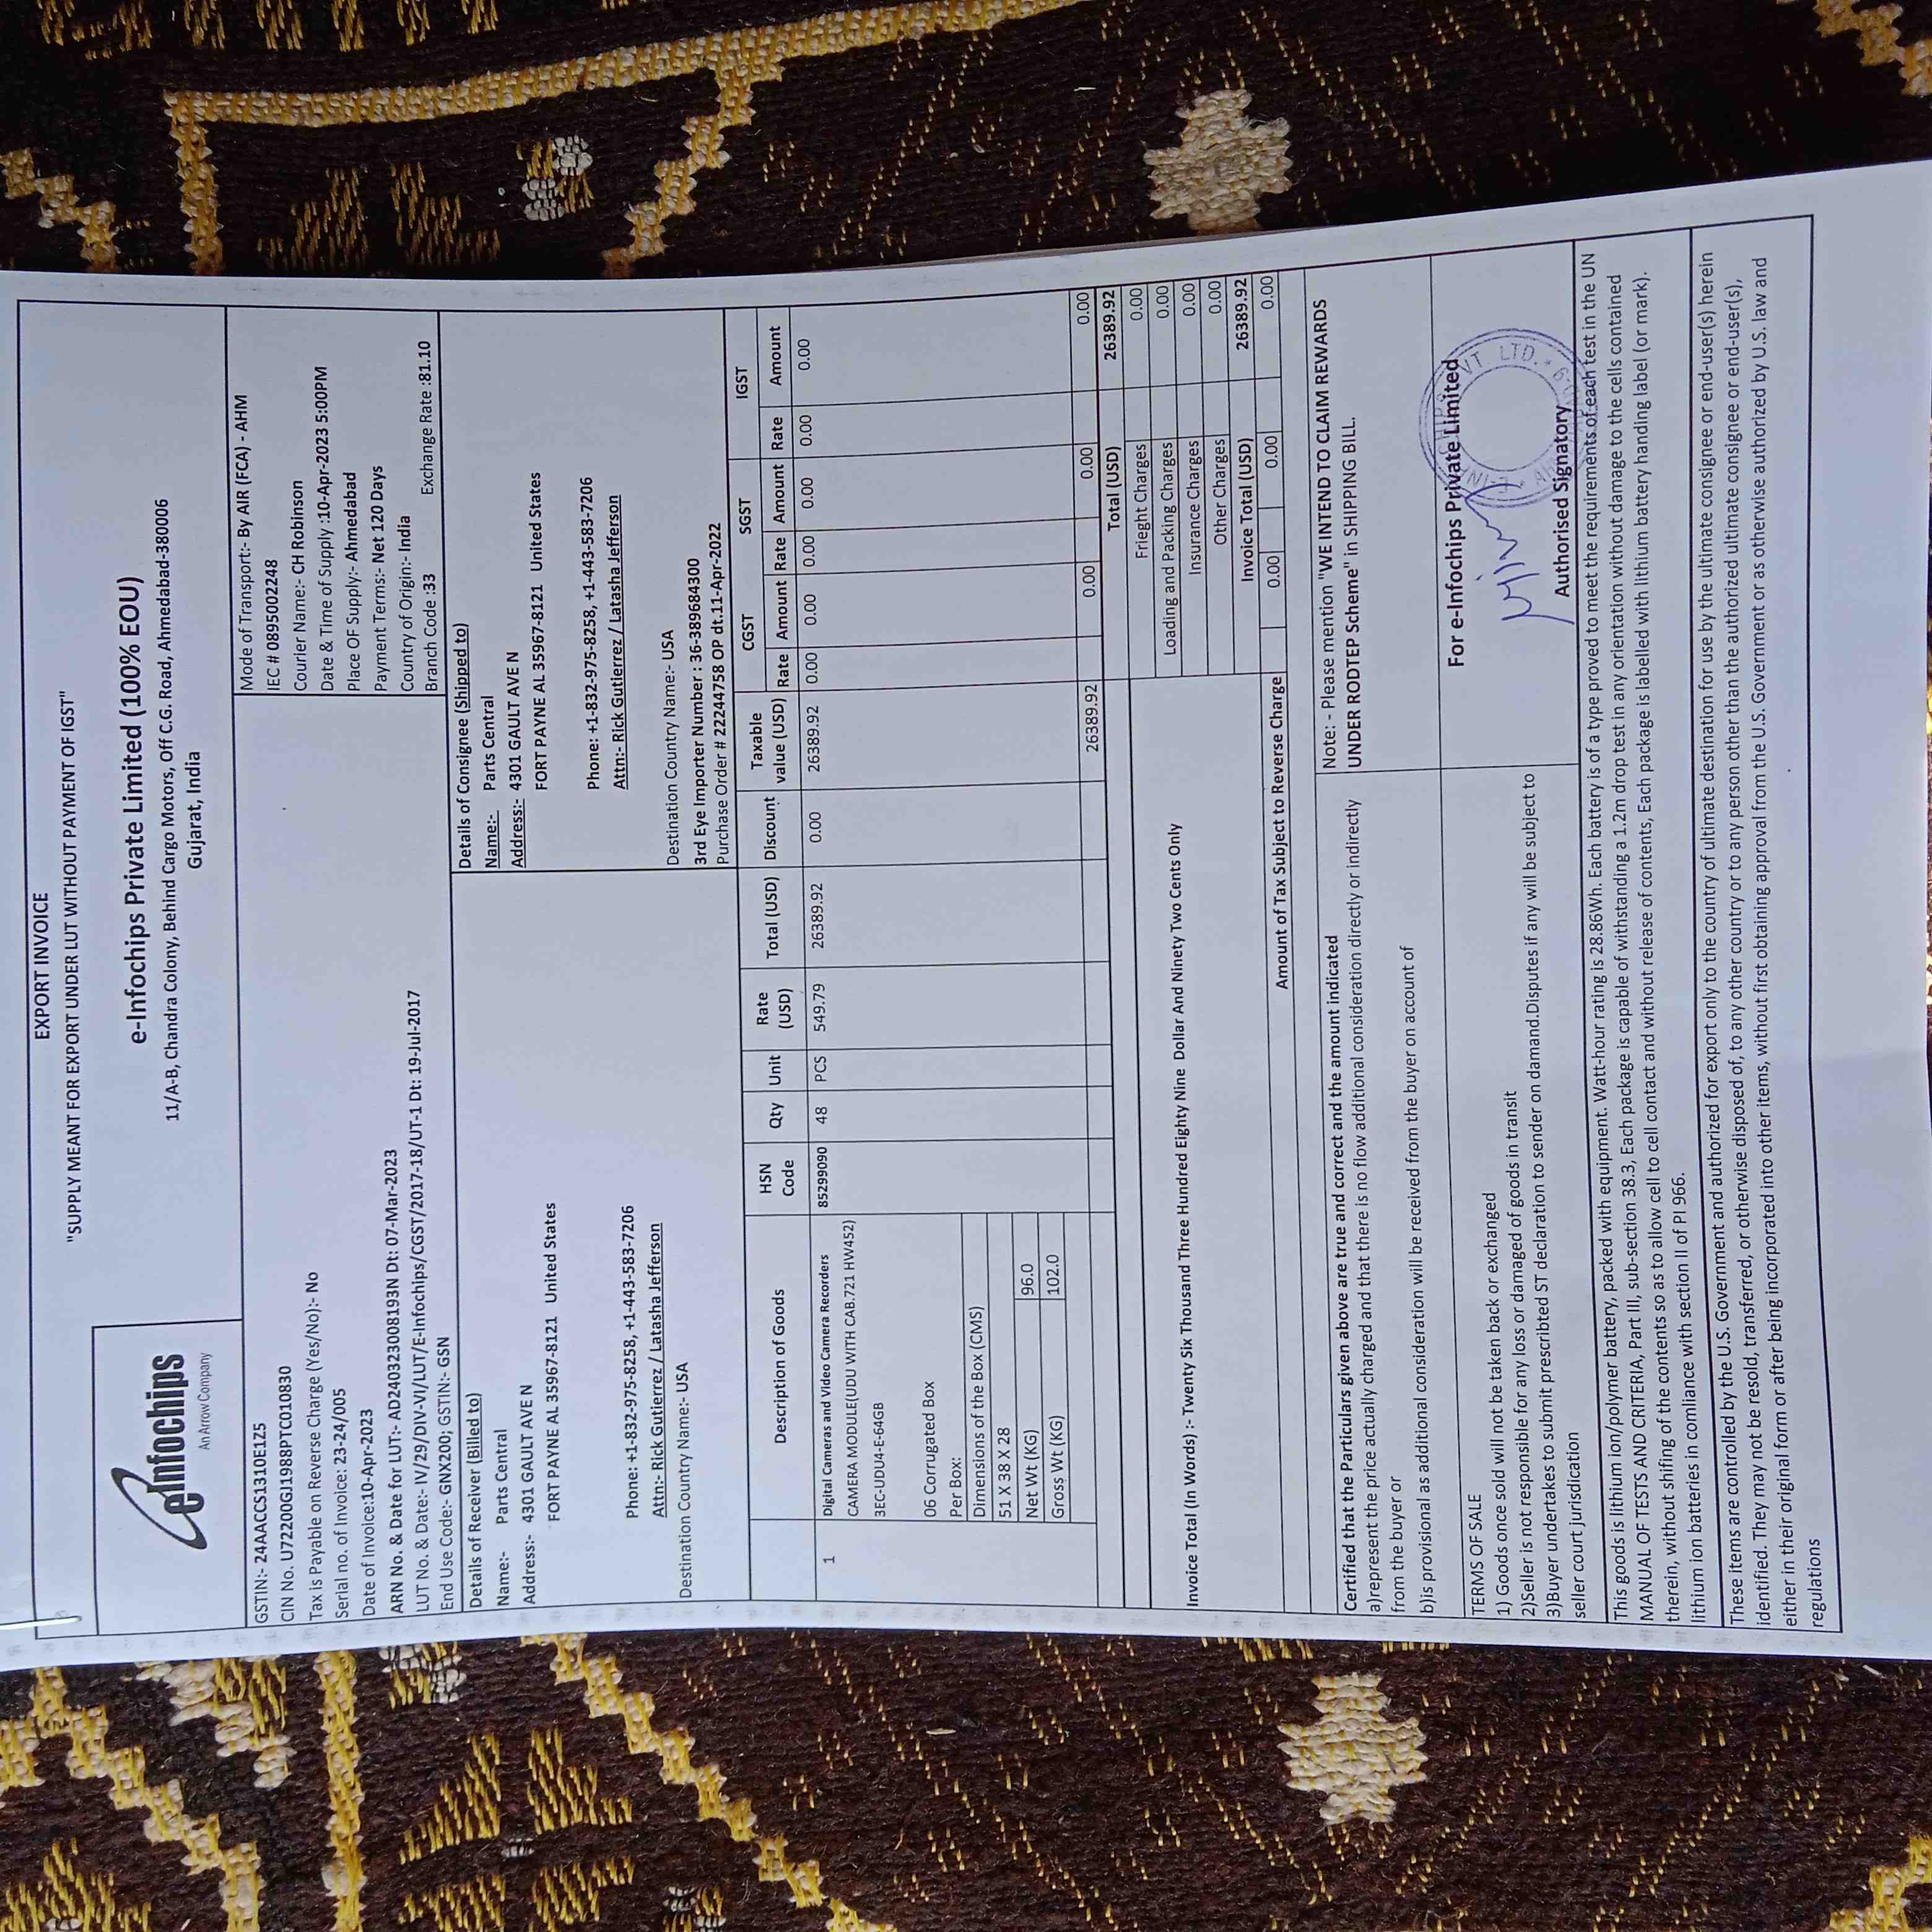 EXPORT INVOICE
"SUPPLY MEANT FOR EXPORT UNDER LUT WITHOUT PAYMENT OF IGST"
eInfochips
An Arrow Company
e-Infochips Private Limited (100% EOU)
11/A-B, Chandra Colony, Behind Cargo Motors, Off C.G. Road, Ahmedabad-380006
Gujarat, India
GSTIN:- 24AACCS1310E1Z5
CIN No. U72200GJ1988PTC010830
Tax is Payable on Reverse Charge (Yes/No):- No
Serial no. of Invoice: 23-24/005
Date of Invoice:10-Apr-2023
ARN No. & Date for LUT:- AD240323008193N Dt: 07-Mar-2023
LUT No. & Date:- IV/29/DIV-VI/LUT/E-Infochips/CGST/2017-18/UT-1 Dt: 19-Jul-2017
End Use Code:- GNX200; GSTIN:- GSN
Mode of Transport:- By AIR (FCA) - AHM
IEC # 0895002248
Courier Name:- CH Robinson
Date & Time of Supply :10-Apr-2023 5:00PM
Place OF Supply:- Ahmedabad
Payment Terms:- Net 120 Days
Country of Origin:- India
Branch Code :33 Exchange Rate :81.10
Details of Receiver (Billed to)
Name:- Parts Central
Address:- 4301 GAULT AVE N
FORT PAYNE AL 35967-8121 United States
Phone: +1-832-975-8258, +1-443-583-7206
Attn:- Rick Gutierrez / Latasha Jefferson
Destination Country Name:- USA
Details of Consignee (Shipped to)
Name:- Parts Central
Address:- 4301 GAULT AVE N
FORT PAYNE AL 35967-8121 United States
Phone: +1-832-975-8258, +1-443-583-7206
Attn:- Rick Gutierrez / Latasha Jefferson
Destination Country Name:- USA
3rd Eye Importer Number : 36-389684300
Purchase Order # 22244758 OP dt.11-Apr-2022
Description of Goods HSN Code Qty Unit Rate (USD) Total (USD) Discount Taxable value (USD) CGST SGST IGST
Rate Amount Rate Amount Rate Amount
1 Digital Cameras and Video Camera Recorders 85299090 48 PCS 549.79 26389.92 0.00 26389.92 0.00 0.00 0.00 0.00 0.00 0.00
CAMERA MODULE(UDU WITH CAB.721 HW452)
3EC-UDU4-E-64GB
06 Corrugated Box
Per Box:
Dimensions of the Box (CMS)
51 X 38 X 28
Net Wt (KG) 96.0
Gross Wt (KG) 102.0
26389.92 0.00 0.00 0.00
Total (USD) 26389.92
Frieght Charges 0.00
Loading and Packing Charges 0.00
Insurance Charges 0.00
Other Charges 0.00
Invoice Total (In Words) :- Twenty Six Thousand Three Hundred Eighty Nine Dollar And Ninety Two Cents Only
Invoice Total (USD) 26389.92
Amount of Tax Subject to Reverse Charge 0.00 0.00 0.00
Certified that the Particulars given above are true and correct and the amount indicated
a)represent the price actually charged and that there is no flow additional consideration directly or indirectly
from the buyer or
b)is provisional as additional consideration will be received from the buyer on account of
Note: - Please mention "WE INTEND TO CLAIM REWARDS
UNDER RODTEP Scheme" in SHIPPING BILL.
TERMS OF SALE
1) Goods once sold will not be taken back or exchanged
2)Seller is not responsible for any loss or damaged of goods in transit
3)Buyer undertakes to submit prescribted ST declaration to sender on demand.Disputes if any will be subject to
seller court jurisdiction
For e-Infochips Private Limited
Authorised Signatory
This goods is lithium ion/polymer battery, packed with equipment. Watt-hour rating is 28.86Wh. Each battery is of a type proved to meet the requirements of each test in the UN
MANUAL OF TESTS AND CRITERIA, Part III, sub-section 38.3, Each package is capable of withstanding a 1.2m drop test in any orientation without damage to the cells contained
therein, without shifing of the contents so as to allow cell to cell contact and without release of contents, Each package is labelled with lithium battery handing label (or mark).
lithium ion batteries in comliance with section II of PI 966.
These items are controlled by the U.S. Government and authorized for export only to the country of ultimate destination for use by the ultimate consignee or end-user(s) herein
identified. They may not be resold, transferred, or otherwise disposed of, to any other country or to any person other than the authorized ultimate consignee or end-user(s),
either in their original form or after being incorporated into other items, without first obtaining approval from the U.S. Government or as otherwise authorized by U.S. law and
regulations